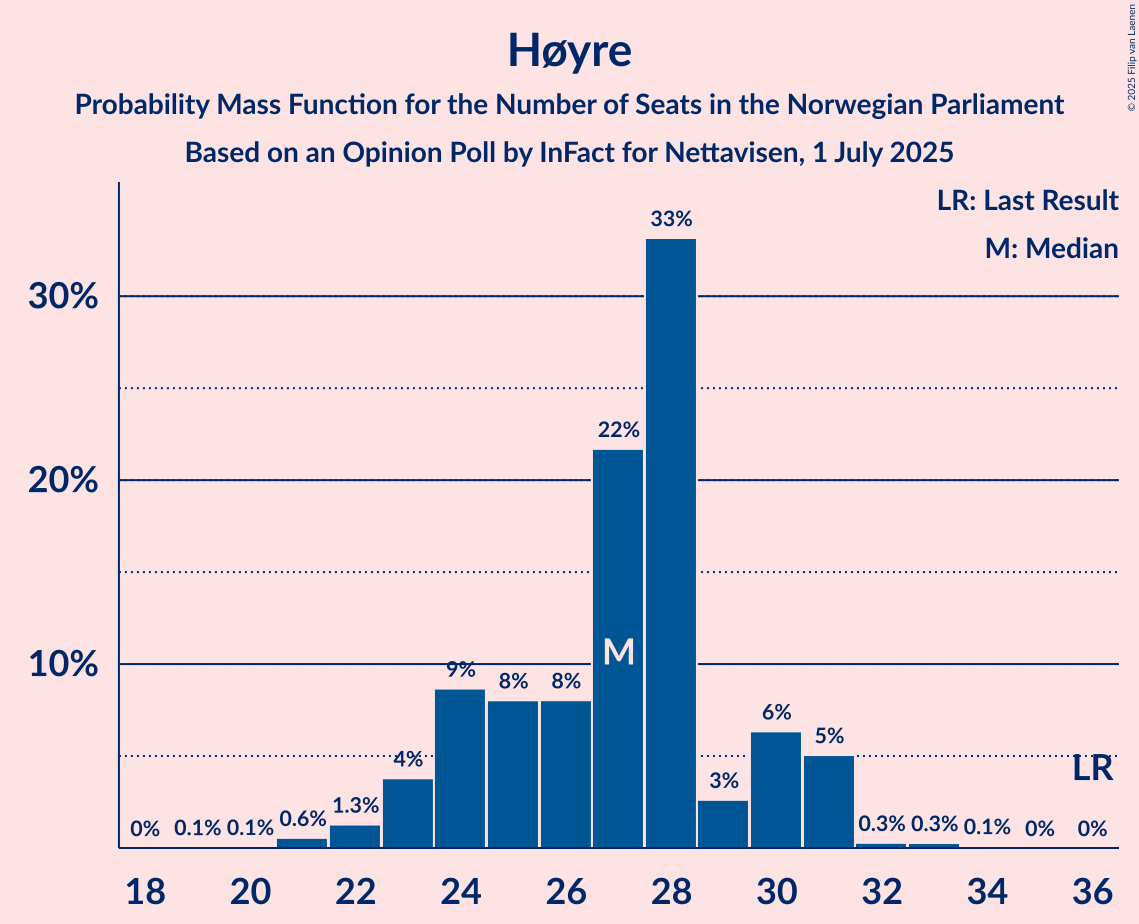 Høyre
Probability Mass Function for the Number of Seats in the Norwegian Parliament
Based on an Opinion Poll by InFact for Nettavisen, 1 July 2025
© 2025 Filip van Laenen
LR: Last Result
M: Median
30%
20%
10%
0%
0.1%
0.1%
0.6%
1.3%
4%
9%
8%
8%
22%
33%
3%
6%
5%
0.3%
0.3%
0.1%
0%
0%
M
LR
18 20 22 24 26 28 30 32 34 36